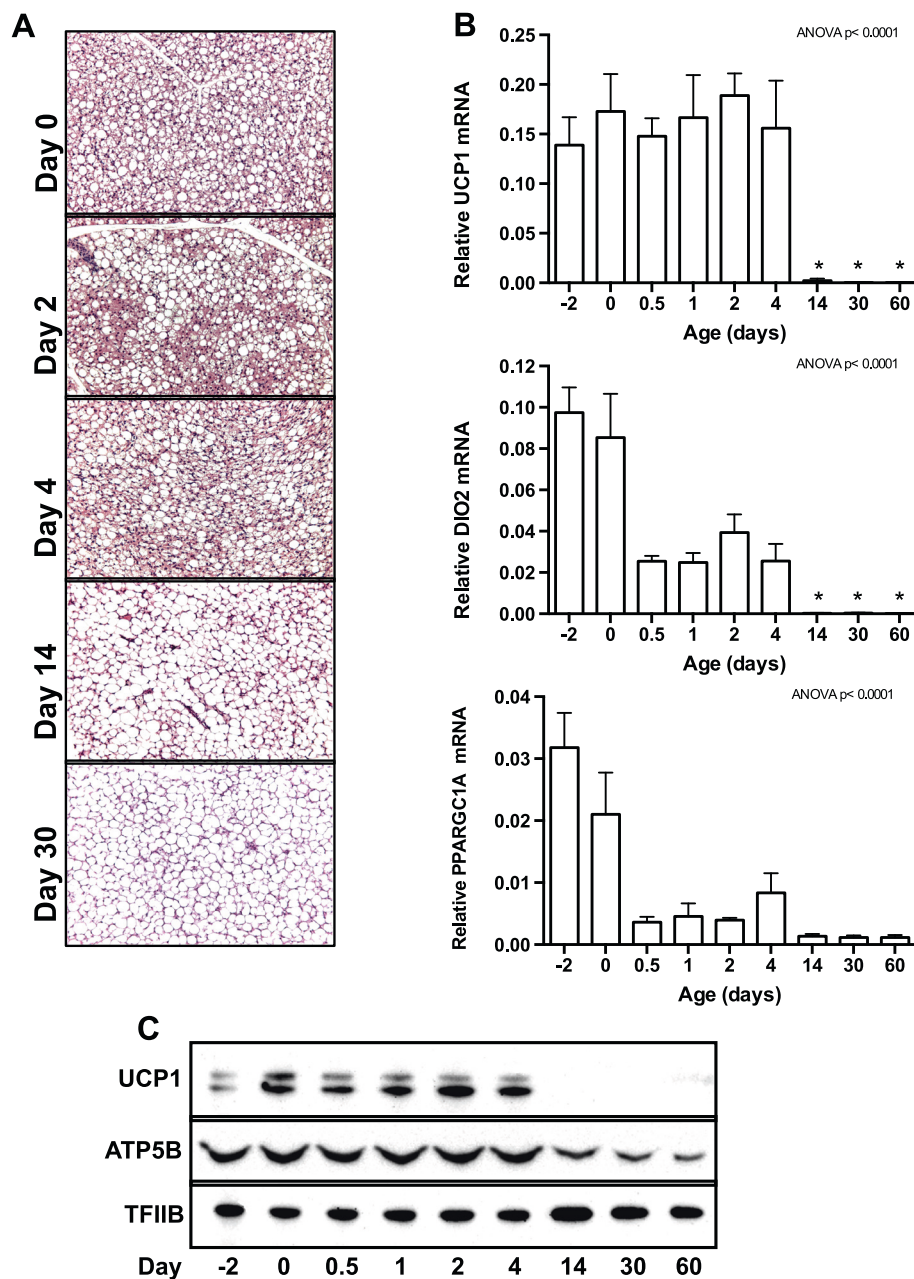 A
Day 0
Day 2
Day 4
Day 14
Day 30
B
ANOVA p< 0.0001
Relative UCP1 mRNA
0.25
0.20
0.15
0.10
0.05
0.00
* * *
-2 0 0.5 1 2 4 14 30 60
Age (days)
ANOVA p< 0.0001
Relative DIO2 mRNA
0.12
0.10
0.08
0.06
0.04
0.02
0.00
* * *
-2 0 0.5 1 2 4 14 30 60
Age (days)
ANOVA p< 0.0001
Relative PPARGC1A mRNA
0.04
0.03
0.02
0.01
0.00
-2 0 0.5 1 2 4 14 30 60
Age (days)
C
UCP1
ATP5B
TFIIB
Day -2 0 0.5 1 2 4 14 30 60